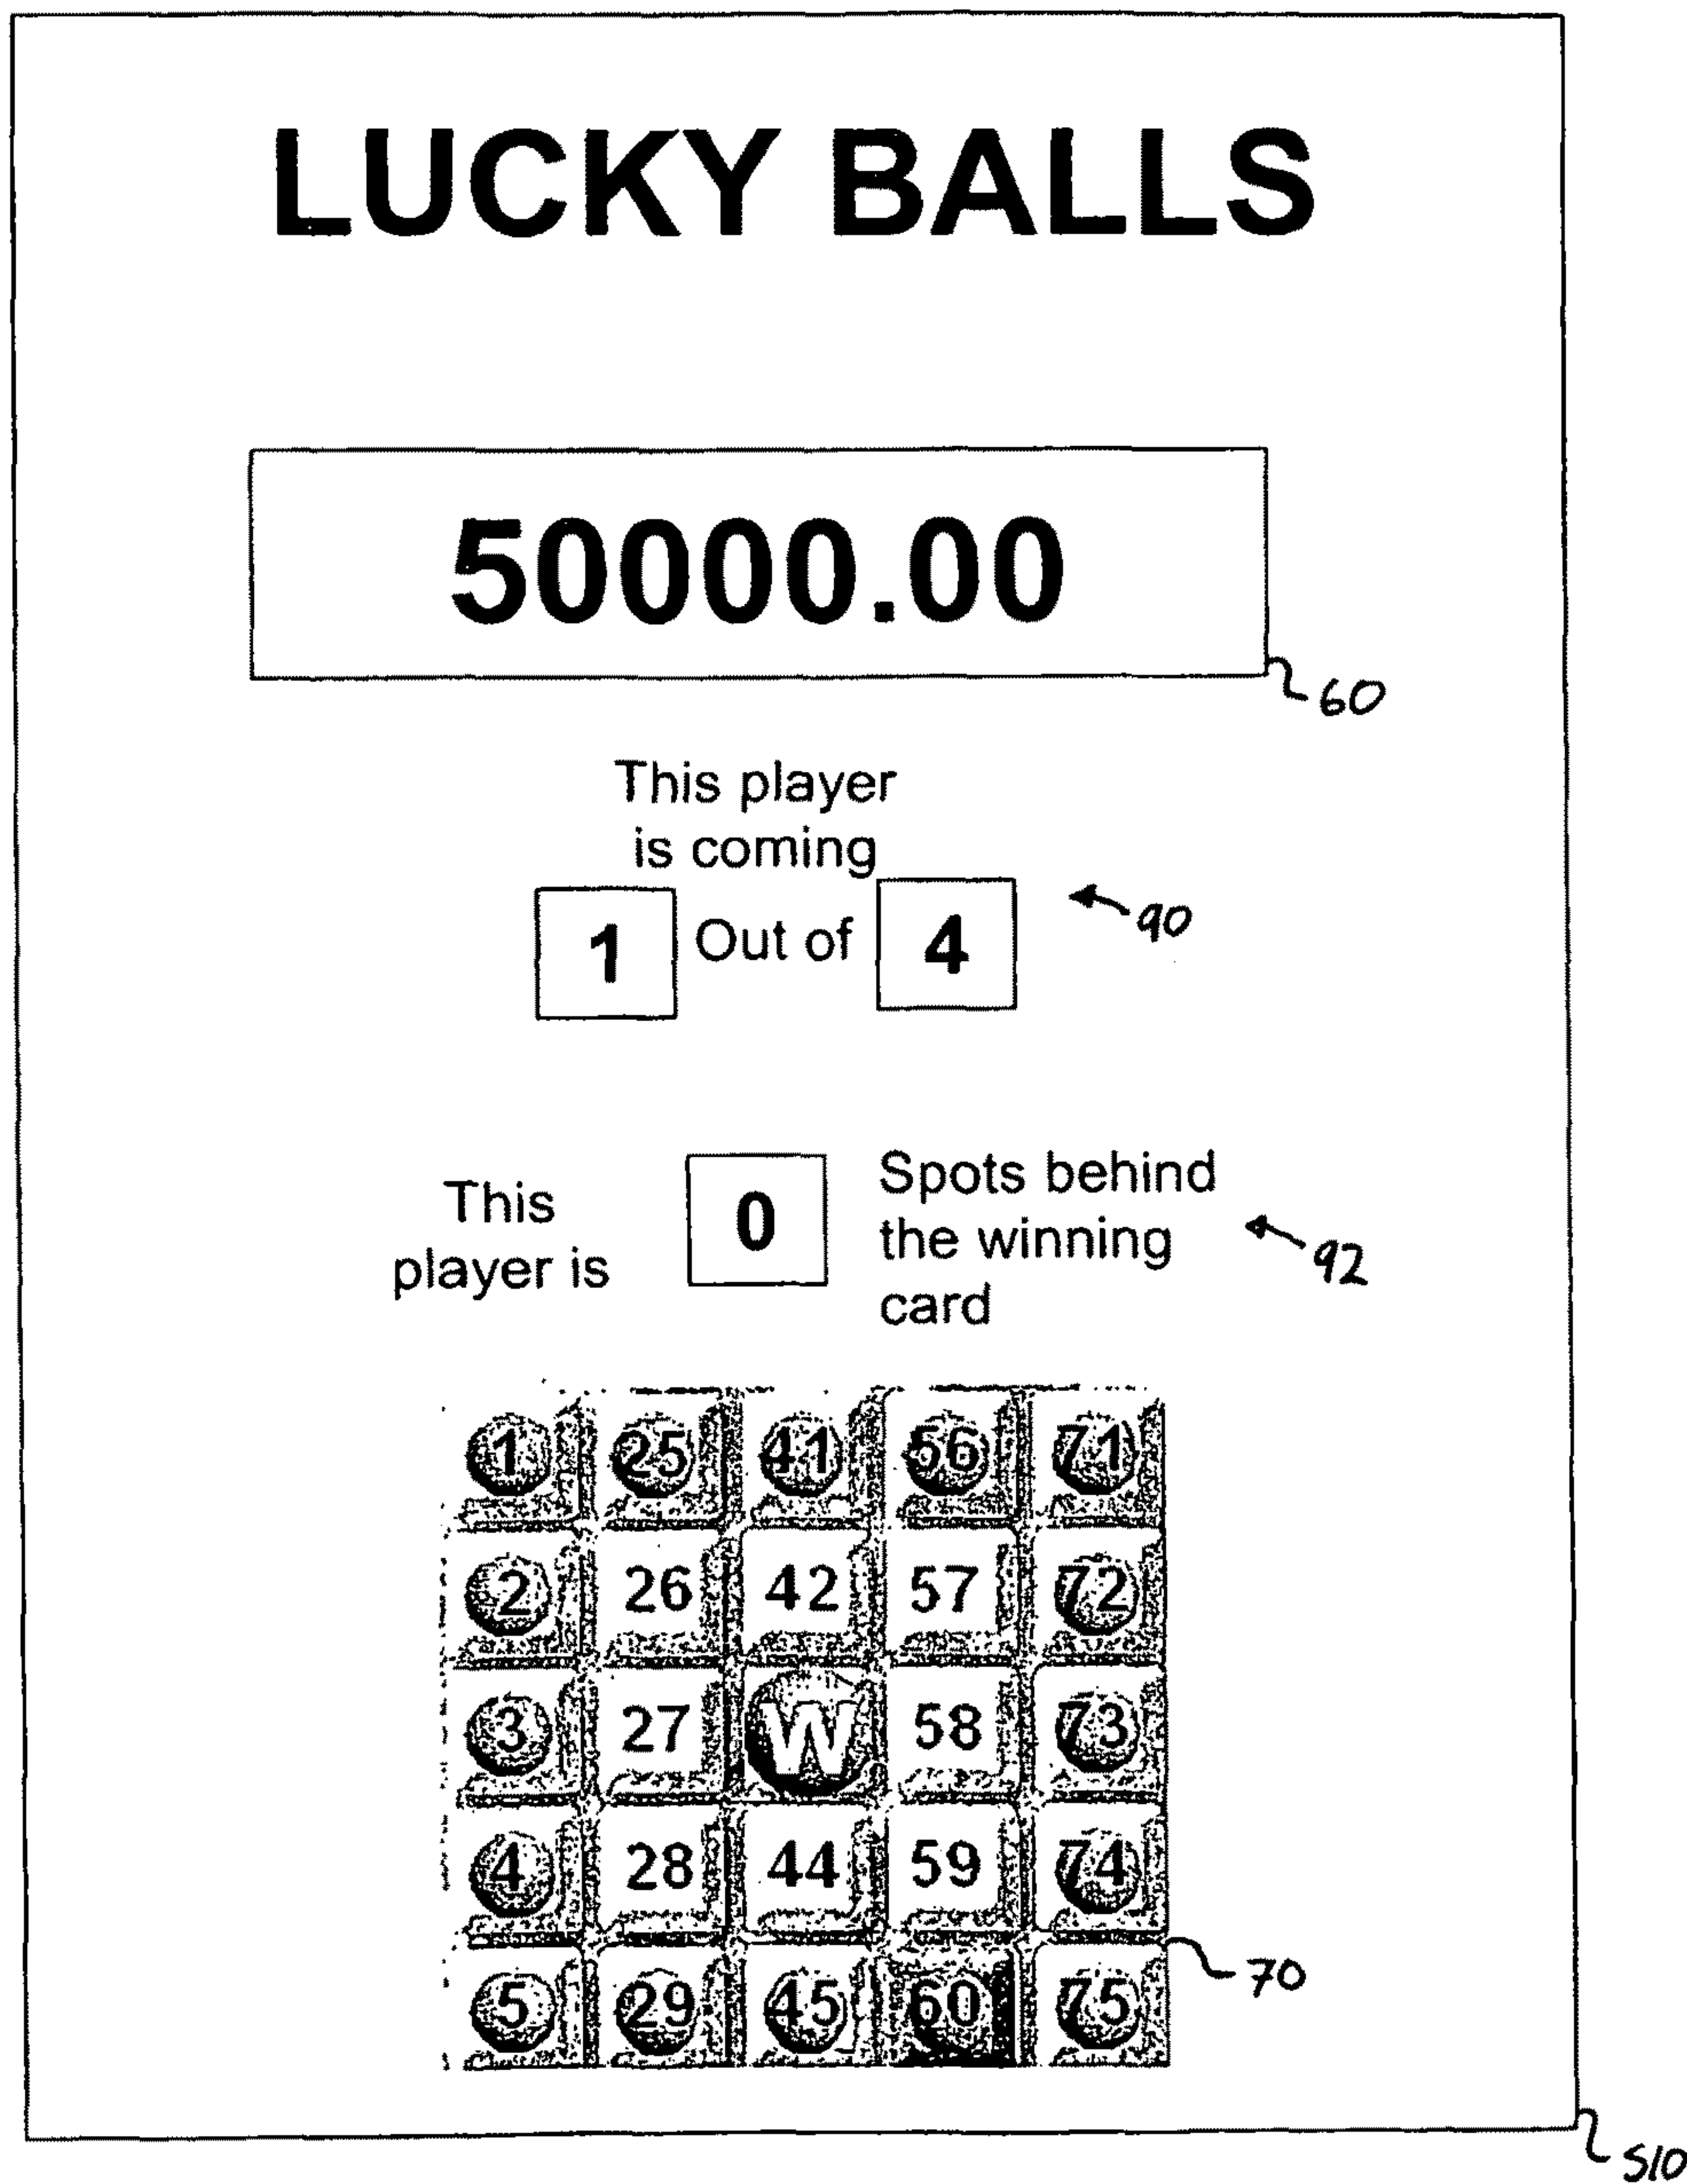 LUCKY BALLS
50000.00
60
This player
is coming
1 Out of 4
90
This
player is
0
Spots behind
the winning
card
92
1 25 41 56 71
2 26 42 57 72
3 27 W 58 73
4 28 44 59 74
5 29 45 60 75
70
510